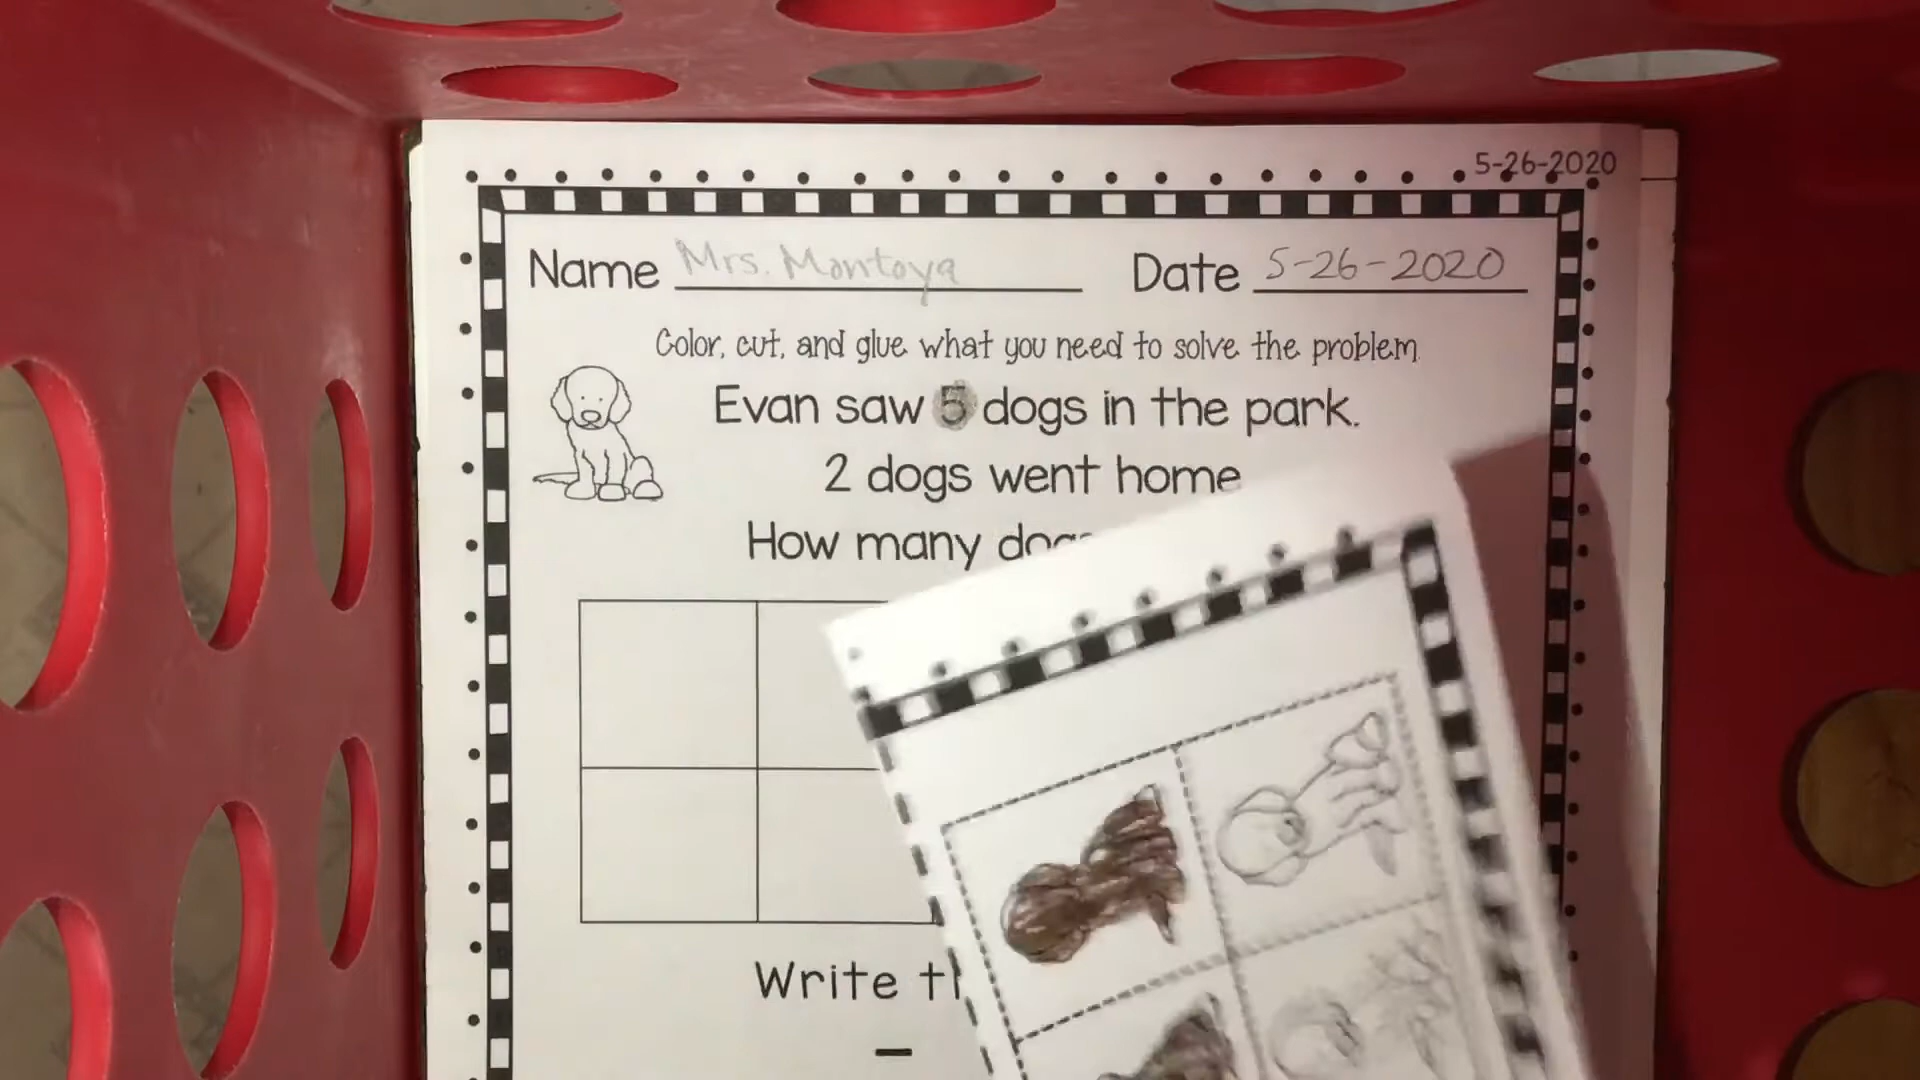 5-26-2020
Name Mrs. Montoya Date 5-26-2020
Color, cut, and glue what you need to solve the problem.
Evan saw 5 dogs in the park.
2 dogs went home
How many
Write
-